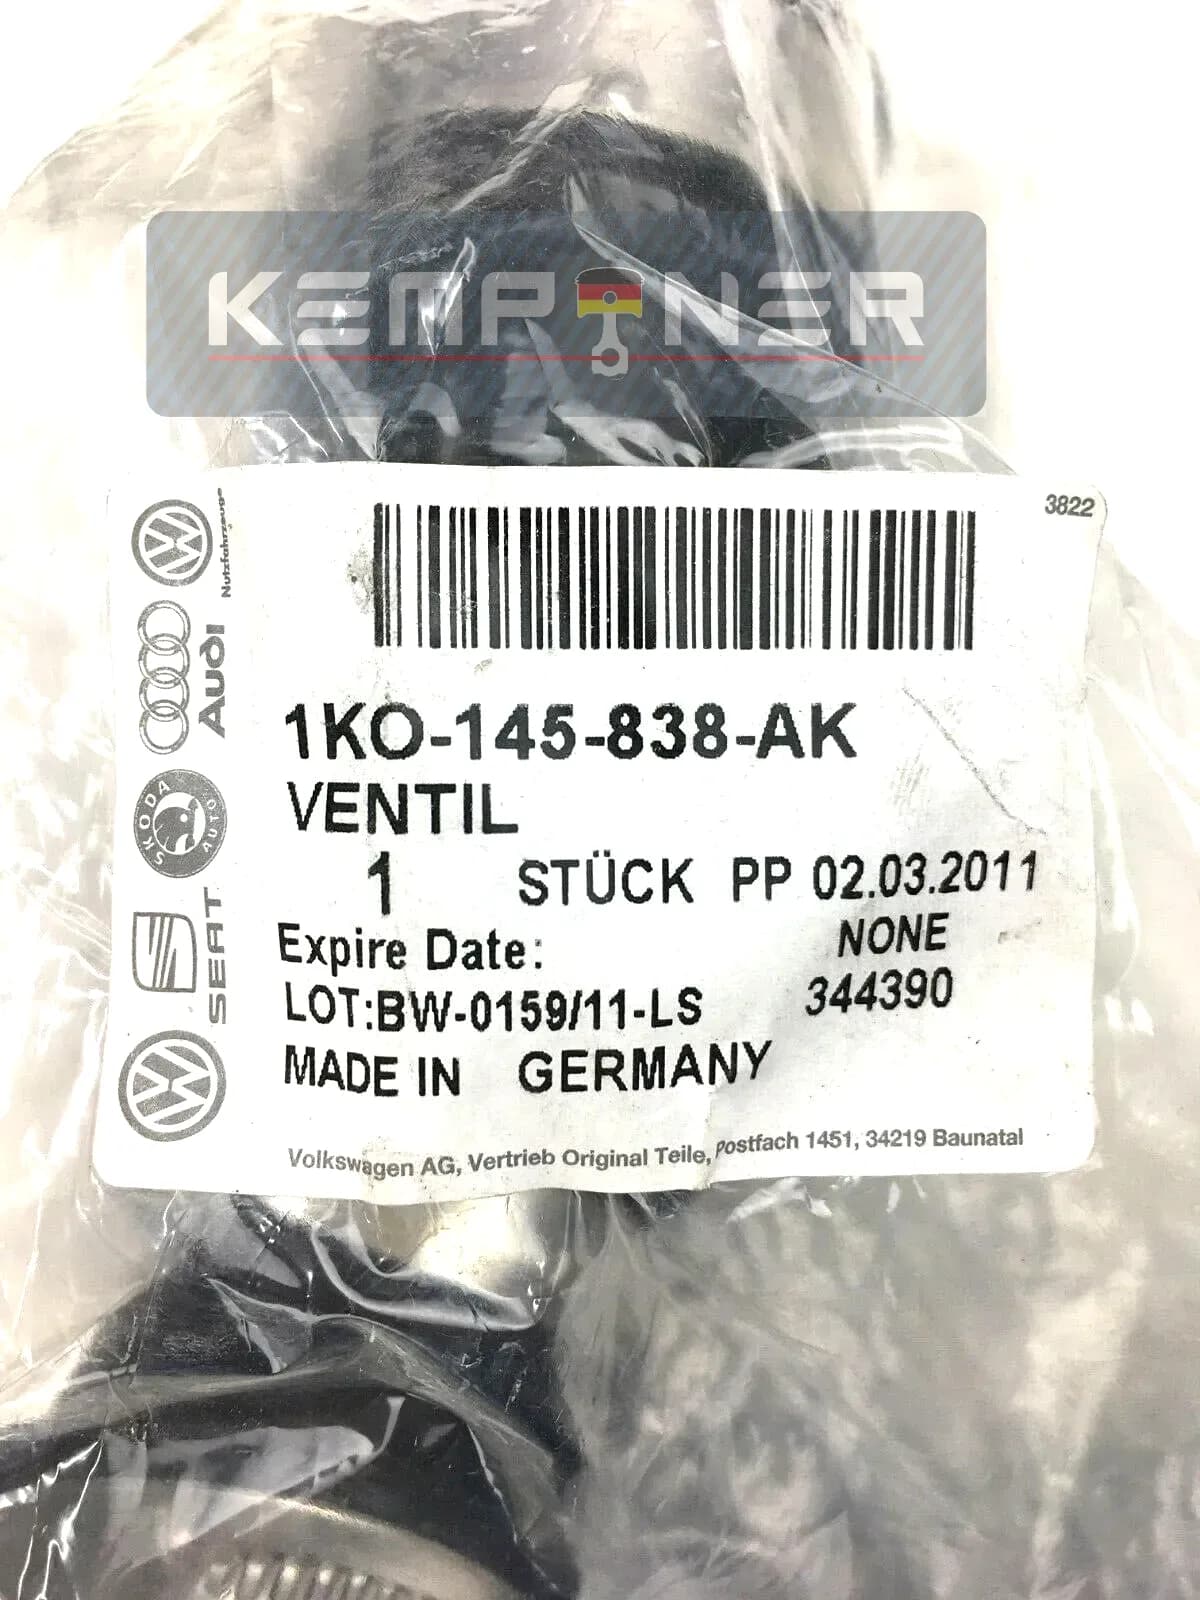 KEMPTNER
3822
Nutzfahrzeuge
Audi
SKODA AUTO
SEAT
1KO-145-838-AK
VENTIL
1 STÜCK PP 02.03.2011
Expire Date: NONE
LOT:BW-0159/11-LS 344390
MADE IN GERMANY
Volkswagen AG, Vertrieb Original Teile, Postfach 1451, 34219 Baunatal